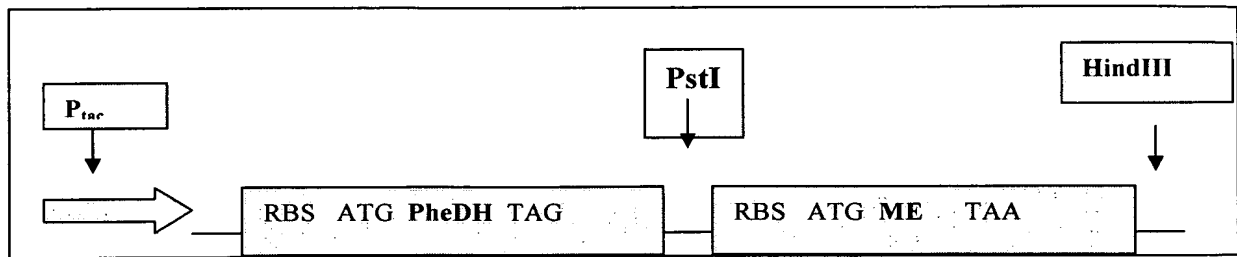 HindIII
PstI
Ptac
RBS ATG PheDH TAG RBS ATG ME TAA